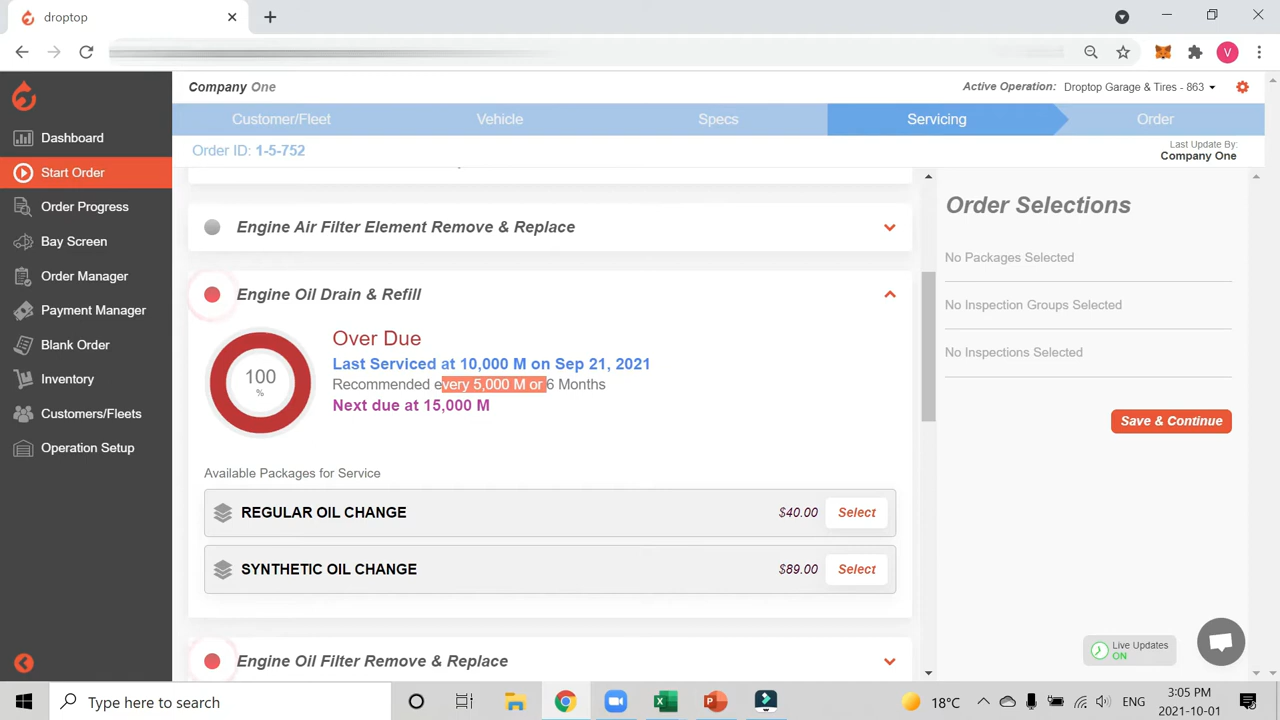 droptop
V
Company One
Active Operation: Droptop Garage & Tires - 863
Customer/Fleet
Vehicle
Specs
Servicing
Order
Order ID: 1-5-752
Last Update By:
Company One
Dashboard
Start Order
Order Progress
Bay Screen
Order Manager
Payment Manager
Blank Order
Inventory
Customers/Fleets
Operation Setup
Engine Air Filter Element Remove & Replace
Engine Oil Drain & Refill
100
%
Over Due
Last Serviced at 10,000 M on Sep 21, 2021
Recommended every 5,000 M or 6 Months
Next due at 15,000 M
Available Packages for Service
REGULAR OIL CHANGE
$40.00
Select
SYNTHETIC OIL CHANGE
$89.00
Select
Engine Oil Filter Remove & Replace
Order Selections
No Packages Selected
No Inspection Groups Selected
No Inspections Selected
Save & Continue
Live Updates
ON
Type here to search
18°C
ENG
3:05 PM
2021-10-01